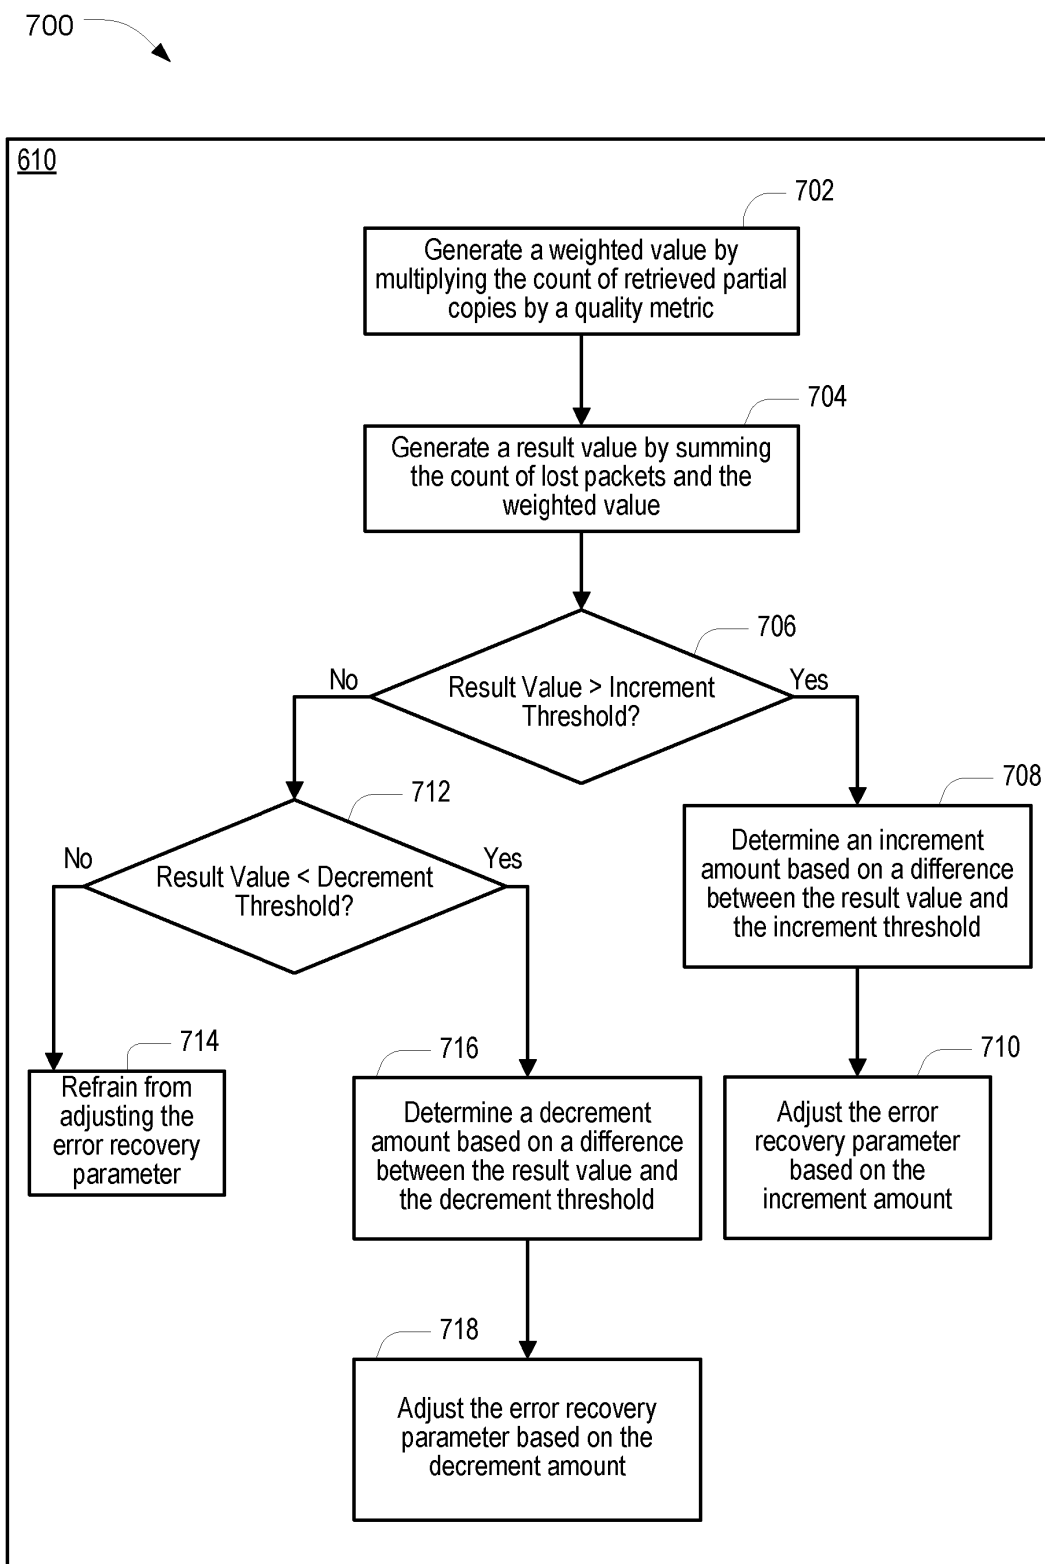 700
610
702
Generate a weighted value by
multiplying the count of retrieved partial
copies by a quality metric
704
Generate a result value by summing
the count of lost packets and the
weighted value
706
No
Yes
Result Value > Increment
Threshold?
708
Determine an increment
amount based on a difference
between the result value and
the increment threshold
712
No
Yes
Result Value < Decrement
Threshold?
714
Refrain from
adjusting the
error recovery
parameter
716
Determine a decrement
amount based on a difference
between the result value and
the decrement threshold
710
Adjust the error
recovery parameter
based on the
increment amount
718
Adjust the error recovery
parameter based on the
decrement amount